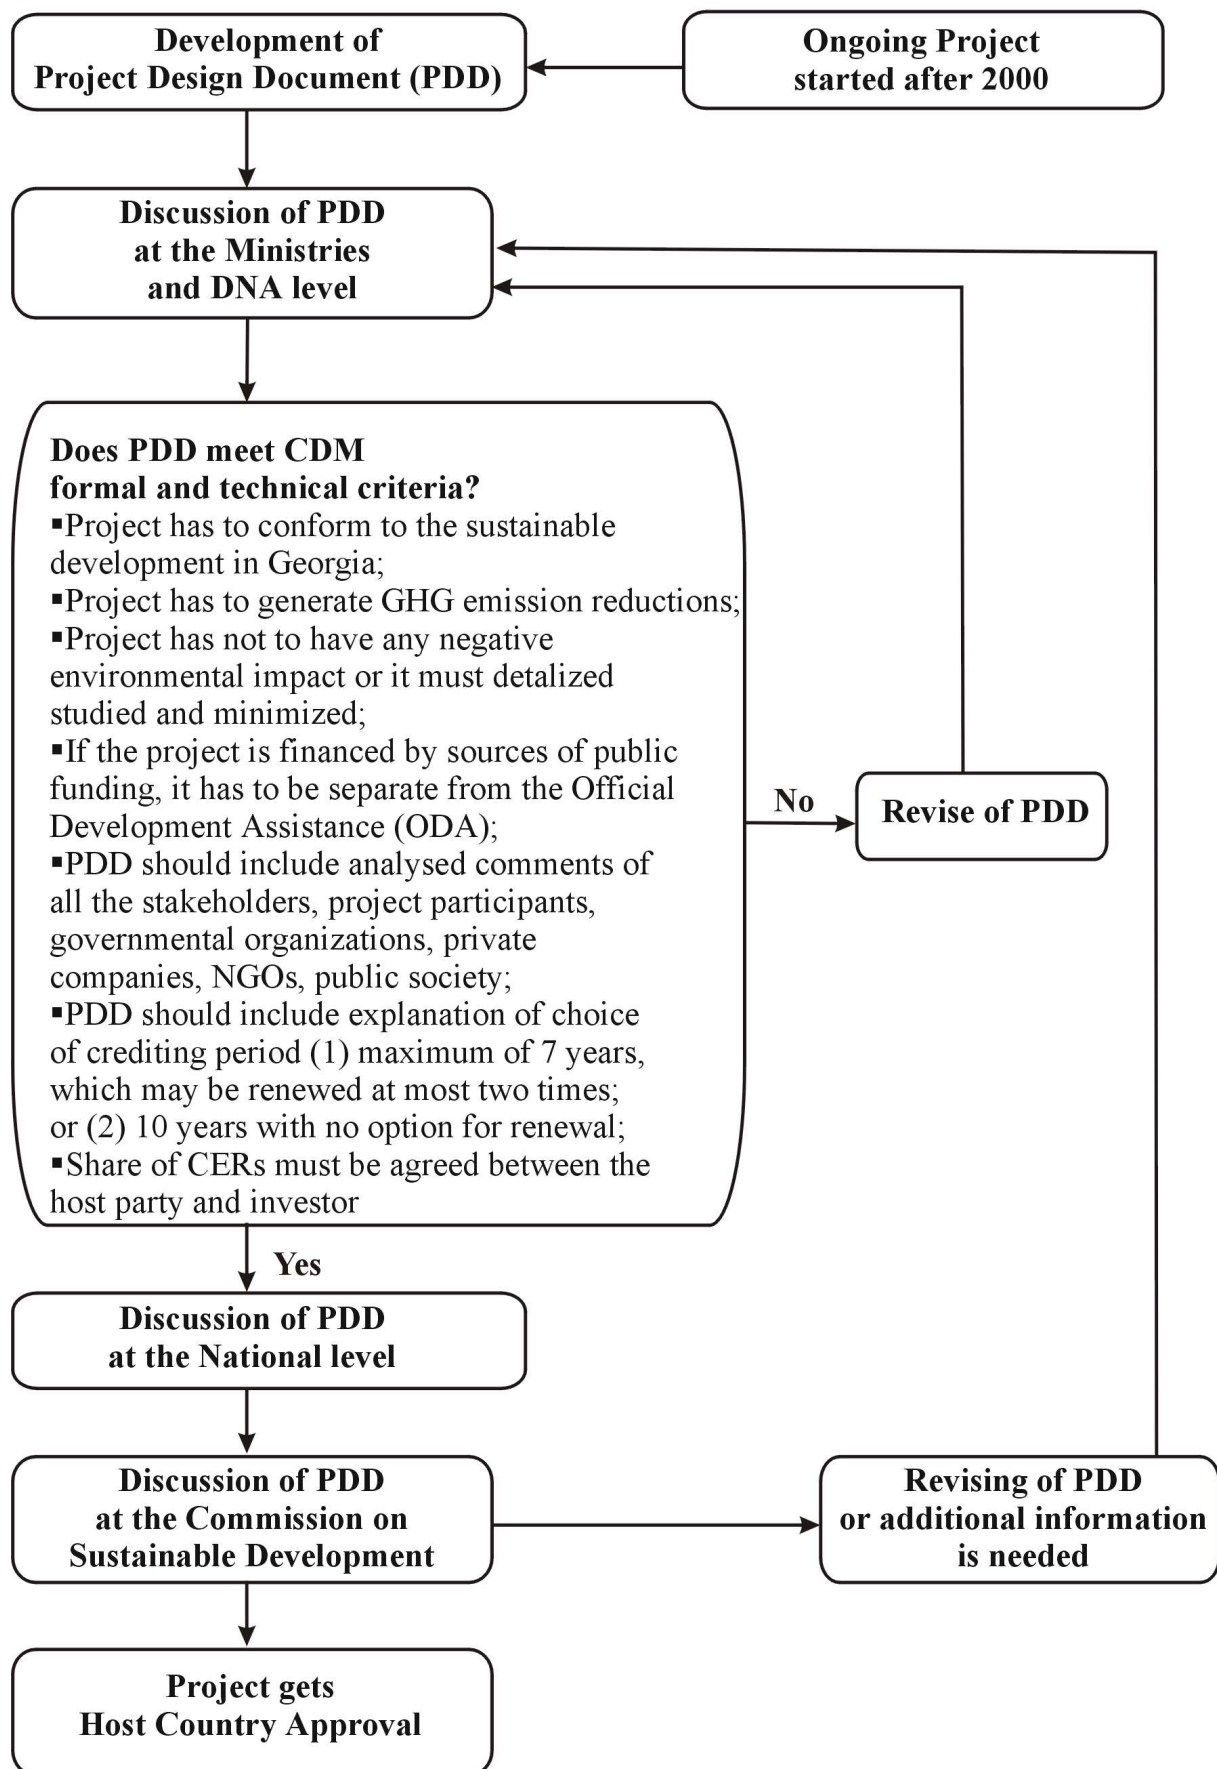 Development of
Project Design Document (PDD)
Ongoing Project
started after 2000
Discussion of PDD
at the Ministries
and DNA level
Does PDD meet CDM
formal and technical criteria?
▪Project has to conform to the sustainable
development in Georgia;
▪Project has to generate GHG emission reductions;
▪Project has not to have any negative
environmental impact or it must detalized
studied and minimized;
▪If the project is financed by sources of public
funding, it has to be separate from the Official
Development Assistance (ODA);
▪PDD should include analysed comments of
all the stakeholders, project participants,
governmental organizations, private
companies, NGOs, public society;
▪PDD should include explanation of choice
of crediting period (1) maximum of 7 years,
which may be renewed at most two times;
or (2) 10 years with no option for renewal;
▪Share of CERs must be agreed between the
host party and investor
No
Revise of PDD
Yes
Discussion of PDD
at the National level
Discussion of PDD
at the Commission on
Sustainable Development
Revising of PDD
or additional information
is needed
Project gets
Host Country Approval